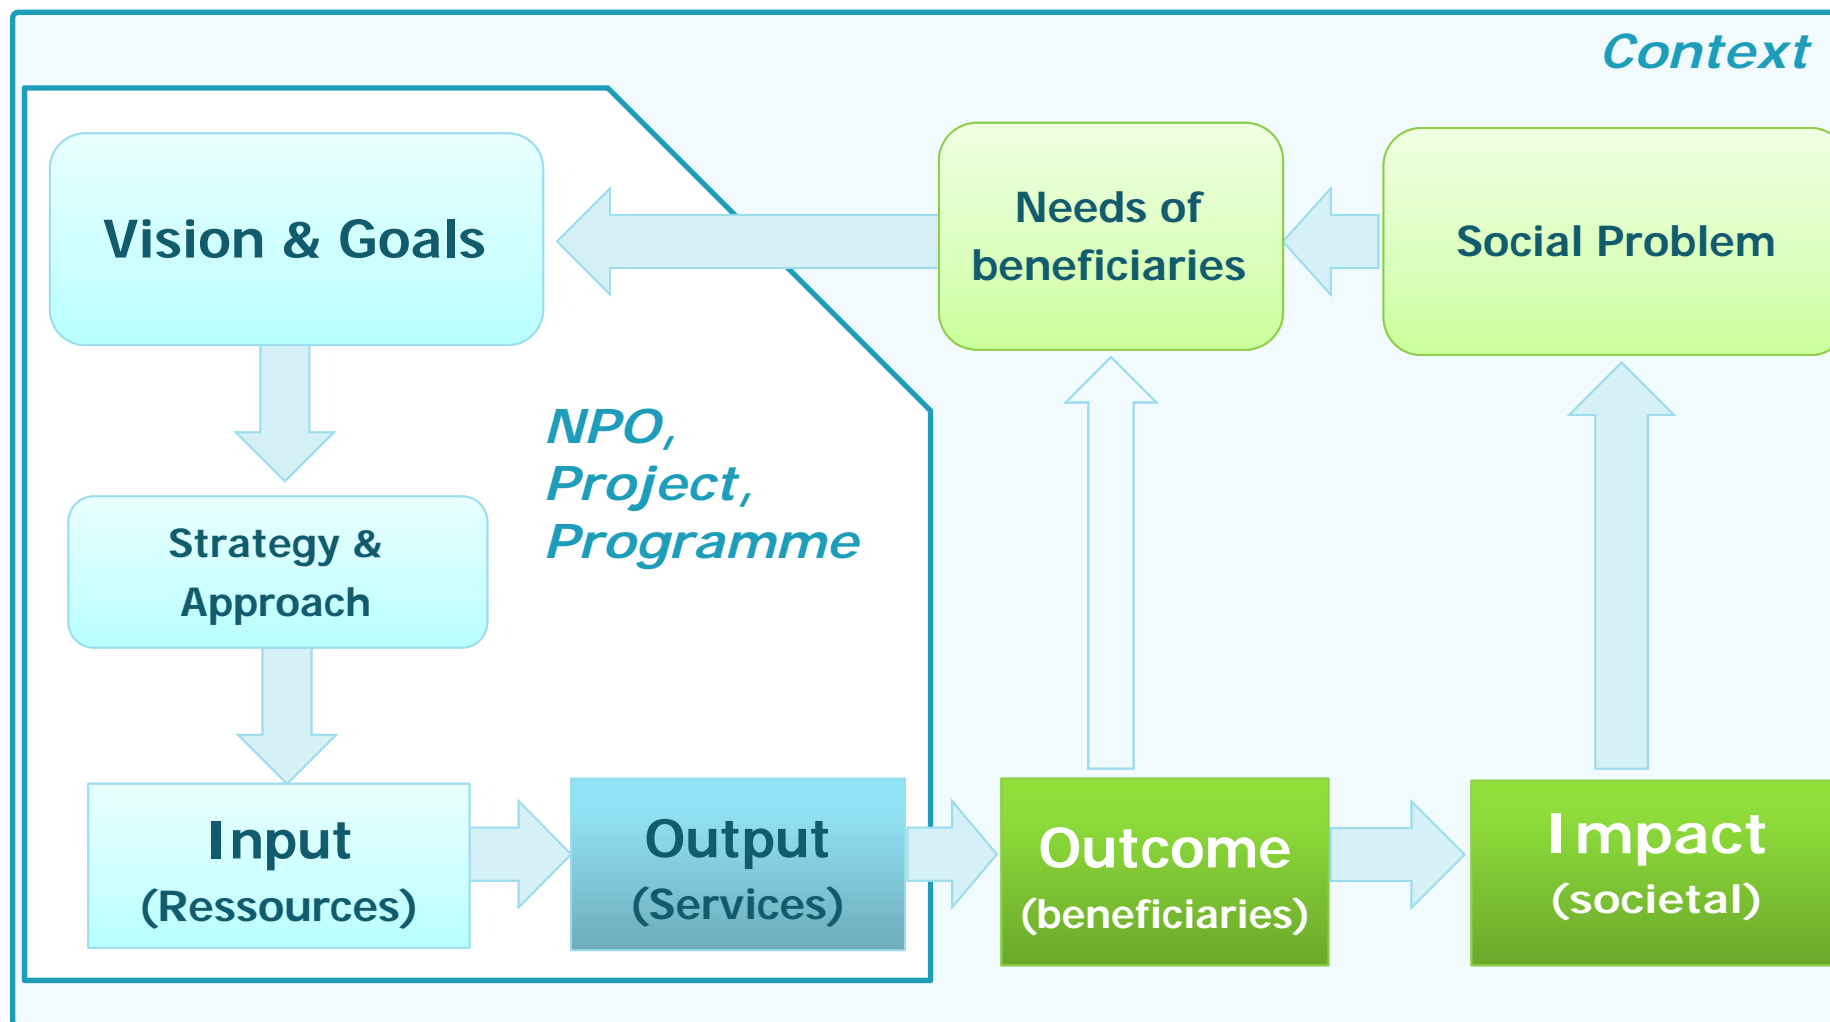 Context
Vision & Goals
Needs of
beneficiaries
Social Problem
NPO,
Project,
Programme
Strategy &
Approach
Input
(Ressources)
Output
(Services)
Outcome
(beneficiaries)
Impact
(societal)